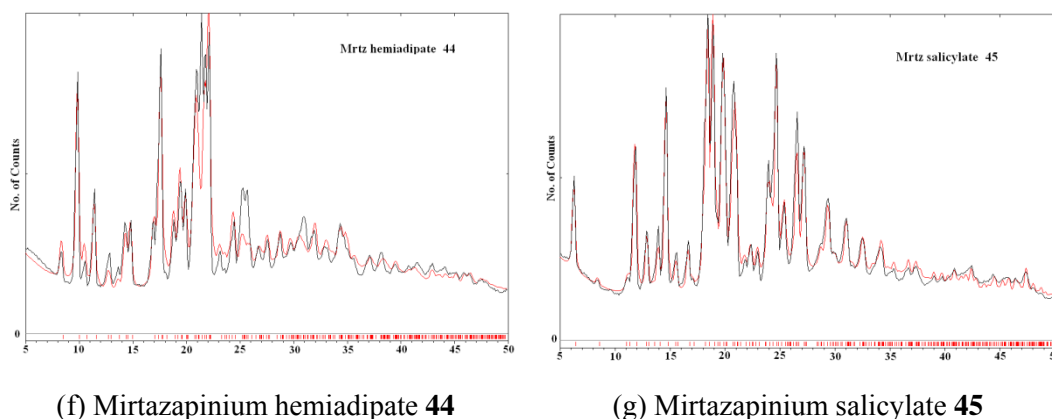 Mrtz hemiadipate 44
No. of Counts
0
5 10 15 20 25 30 35 40 45 50
Mrtz salicylate 45
No. of Counts
0
5 10 15 20 25 30 35 40 45 50
(f) Mirtazapinium hemiadipate 44
(g) Mirtazapinium salicylate 45